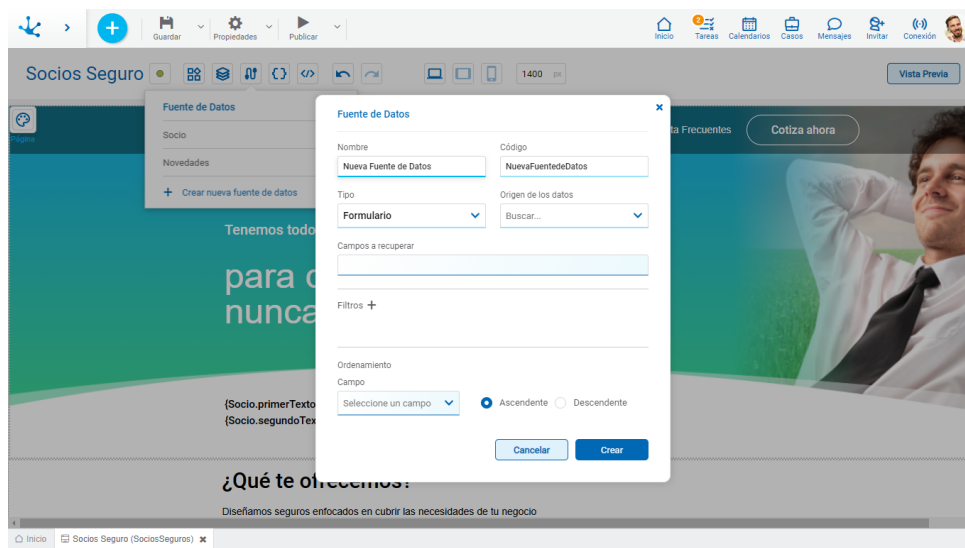 Guardar
Propiedades
Publicar
Inicio
2
Tareas
Calendarios
Casos
Mensajes
Invitar
Conexión
Socios Seguro
1400 px
Vista Previa
Página
Fuente de Datos
Socio
Novedades
+ Crear nueva fuente de datos
ta Frecuentes
Cotiza ahora
Tenemos todo
para
nunca
Fuente de Datos
Nombre
Código
Nueva Fuente de Datos
NuevaFuentedeDatos
Tipo
Origen de los datos
Formulario
Buscar...
Campos a recuperar
Filtros +
Ordenamiento
Campo
Seleccione un campo
Ascendente
Descendente
Cancelar
Crear
{Socio.primerTexto
{Socio.segundoTex
¿Qué te ofrecemos?
Diseñamos seguros enfocados en cubrir las necesidades de tu negocio
Inicio
Socios Seguro (SociosSeguros)